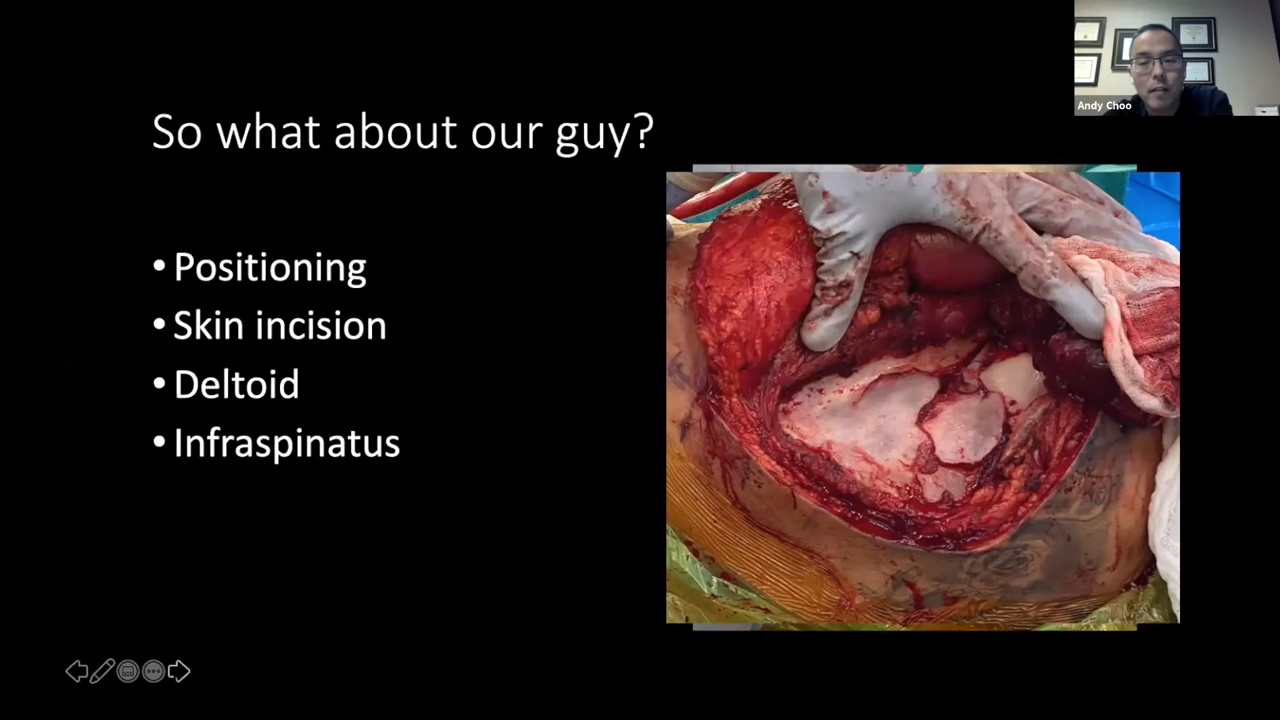 Andy Choo
So what about our guy?
• Positioning
• Skin incision
• Deltoid
• Infraspinatus